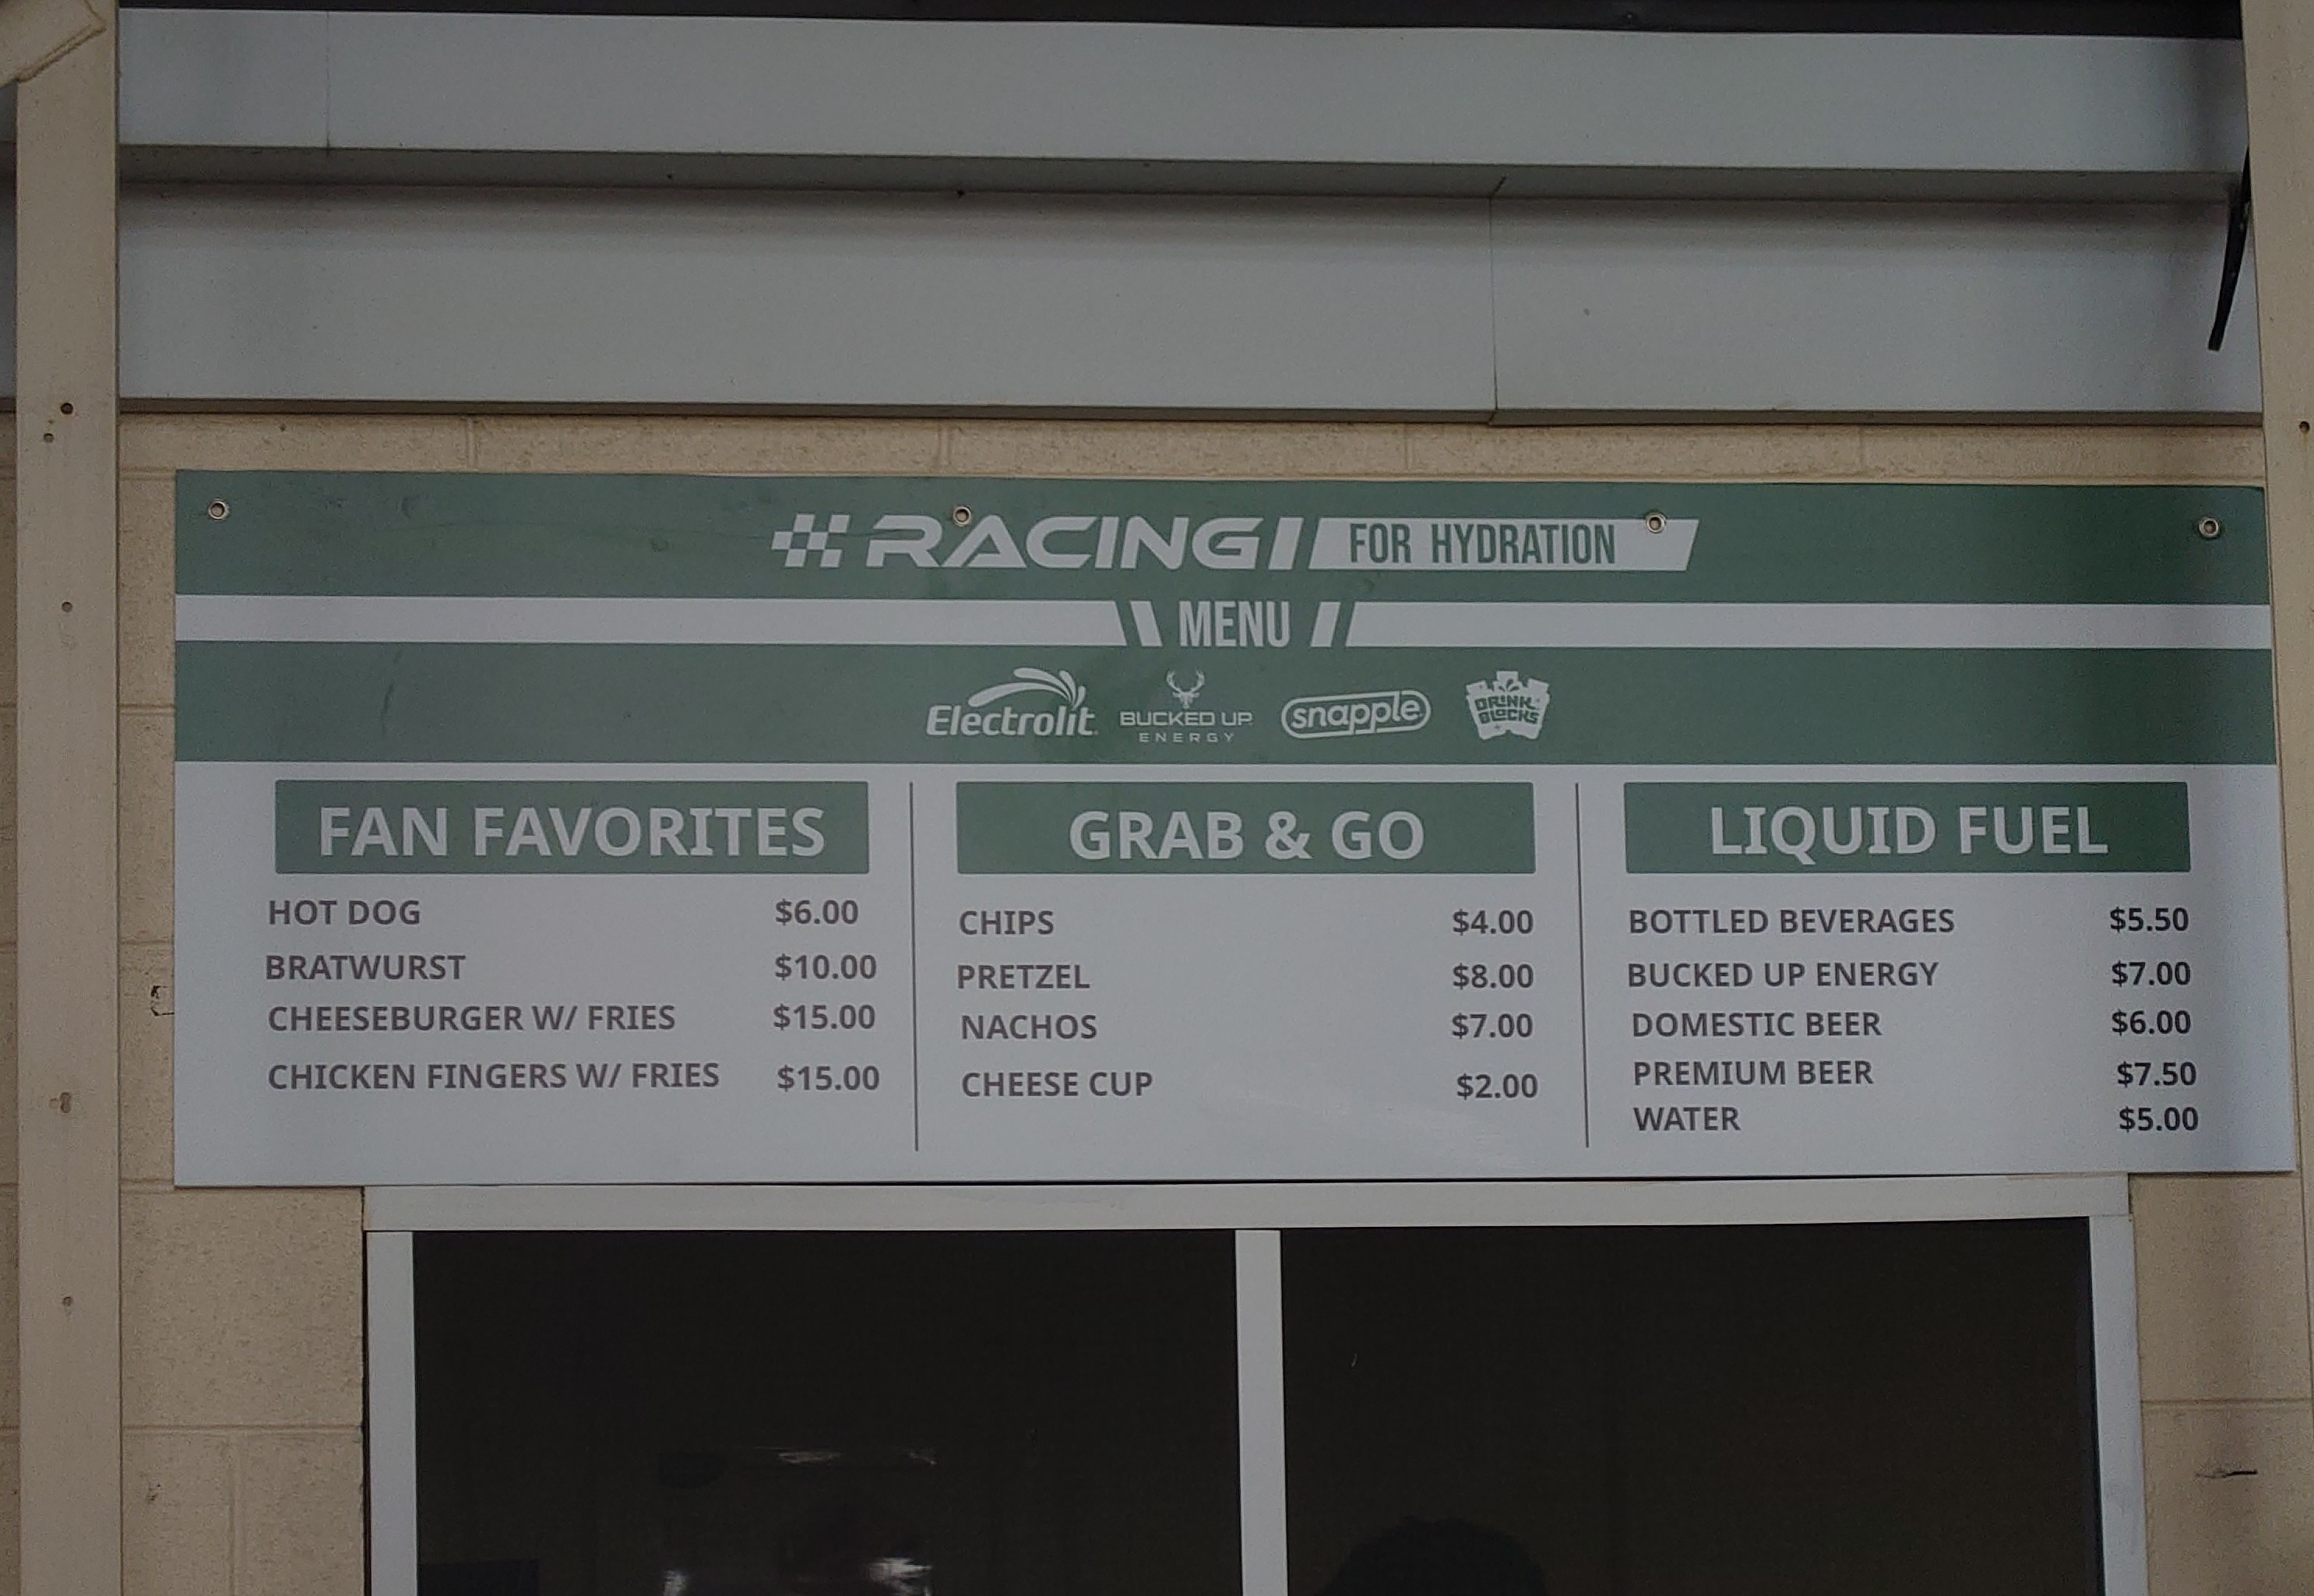 RACING FOR HYDRATION
MENU
Electrolit BUCKED UP ENERGY snapple DRINK BLOCKS
FAN FAVORITES
HOT DOG $6.00
BRATWURST $10.00
CHEESEBURGER W/ FRIES $15.00
CHICKEN FINGERS W/ FRIES $15.00
GRAB & GO
CHIPS $4.00
PRETZEL $8.00
NACHOS $7.00
CHEESE CUP $2.00
LIQUID FUEL
BOTTLED BEVERAGES $5.50
BUCKED UP ENERGY $7.00
DOMESTIC BEER $6.00
PREMIUM BEER $7.50
WATER $5.00